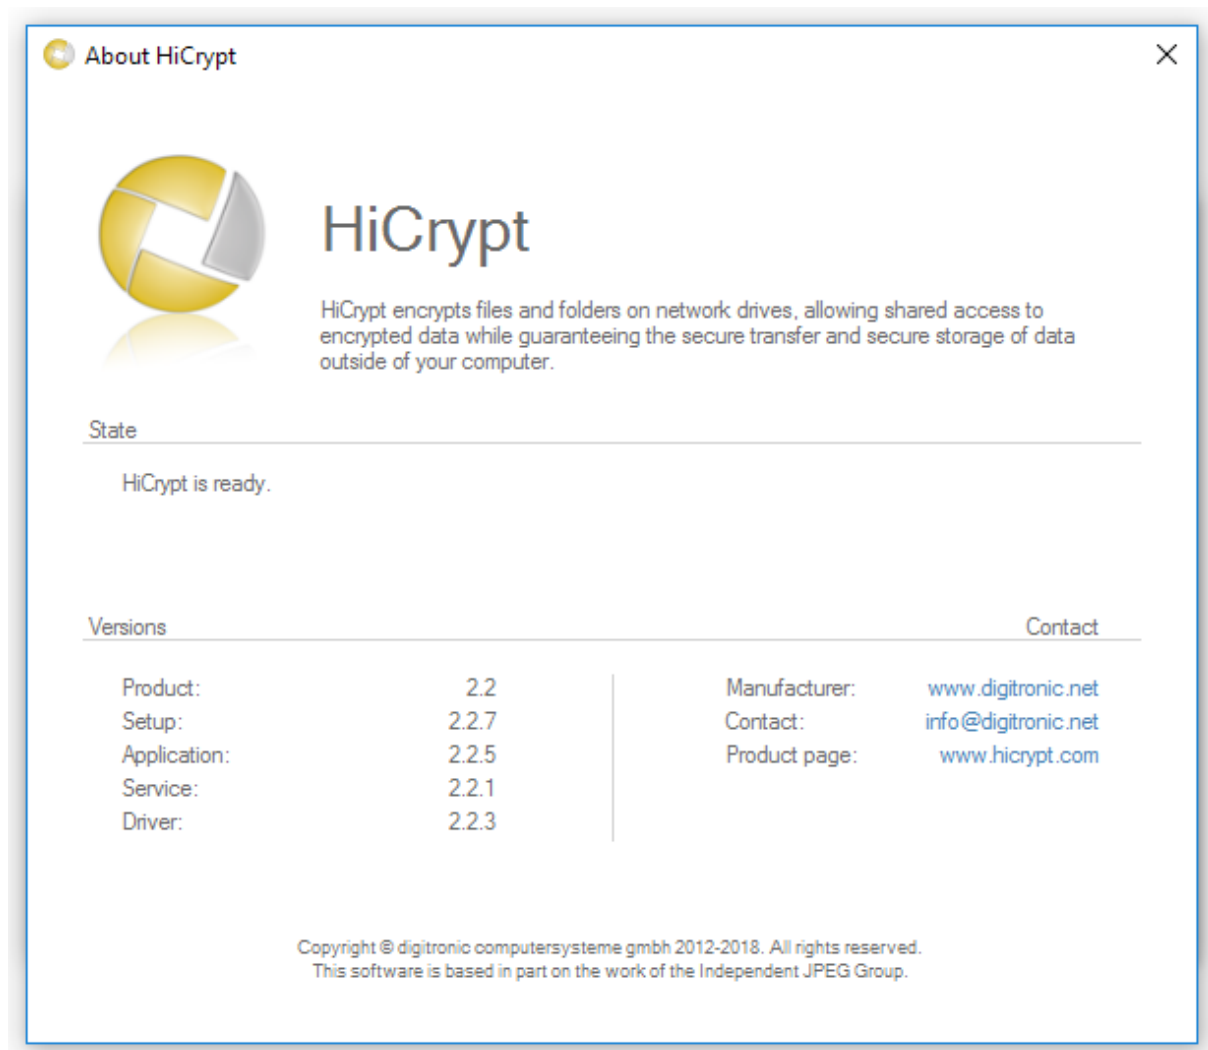 About HiCrypt
HiCrypt
HiCrypt encrypts files and folders on network drives, allowing shared access to
encrypted data while guaranteeing the secure transfer and secure storage of data
outside of your computer.
State
HiCrypt is ready.
Versions Contact
Product: 2.2 Manufacturer: www.digitronic.net
Setup: 2.2.7 Contact: info@digitronic.net
Application: 2.2.5 Product page: www.hicrypt.com
Service: 2.2.1
Driver: 2.2.3
Copyright © digitronic computersysteme gmbh 2012-2018. All rights reserved.
This software is based in part on the work of the Independent JPEG Group.